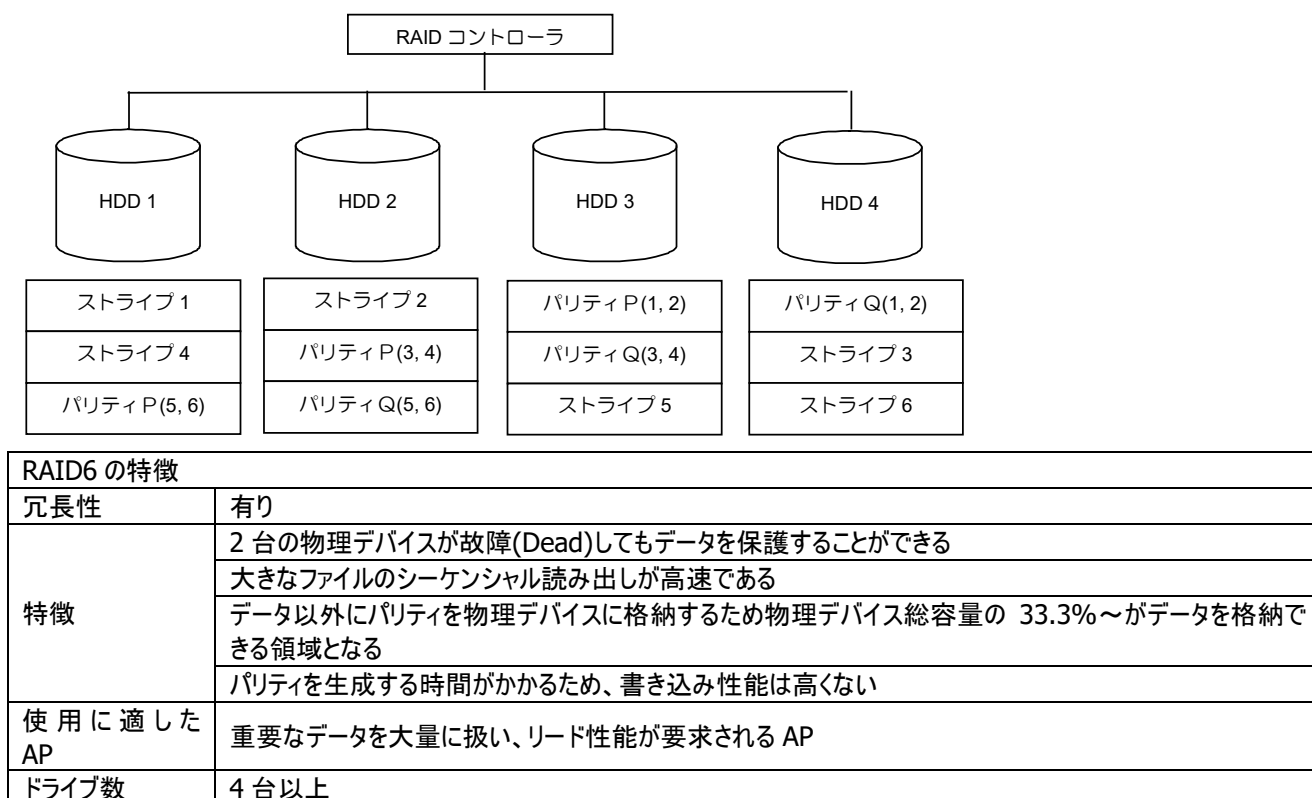 RAID コントローラ
HDD 1
HDD 2
HDD 3
HDD 4
ストライプ 1
ストライプ 2
パリティP(1, 2)
パリティQ(1, 2)
ストライプ 4
パリティP(3, 4)
パリティQ(3, 4)
ストライプ 3
パリティP(5, 6)
パリティQ(5, 6)
ストライプ 5
ストライプ 6
RAID6 の特徴
冗長性
有り
特徴
2 台の物理デバイスが故障(Dead)してもデータを保護することができる
大きなファイルのシーケンシャル読み出しが高速である
データ以外にパリティを物理デバイスに格納するため物理デバイス総容量の 33.3%～がデータを格納で
きる領域となる
パリティを生成する時間がかかるため、書き込み性能は高くない
使用に適した
AP
重要なデータを大量に扱い、リード性能が要求される AP
ドライブ数
4 台以上